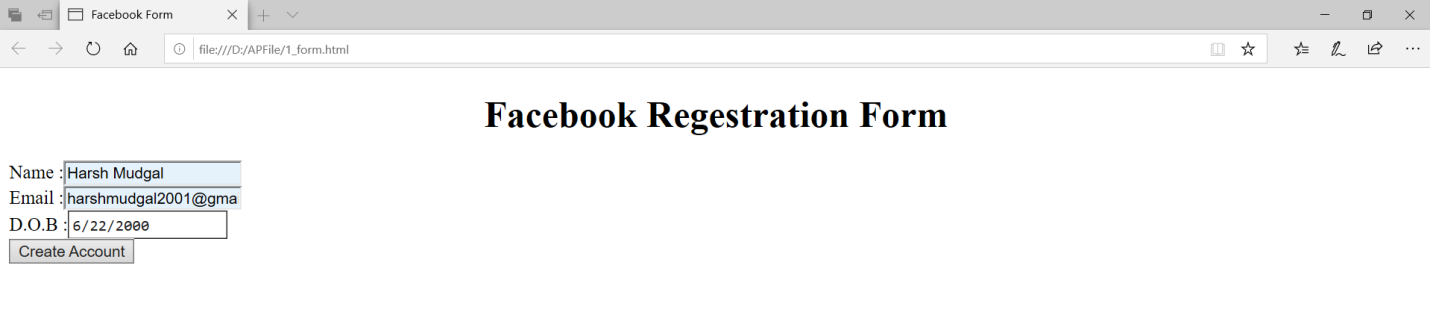 Facebook Form
file:///D:/APFile/1_form.html
Facebook Regestration Form
Name : Harsh Mudgal
Email : harshmudgal2001@gma
D.O.B : 6/22/2000
Create Account